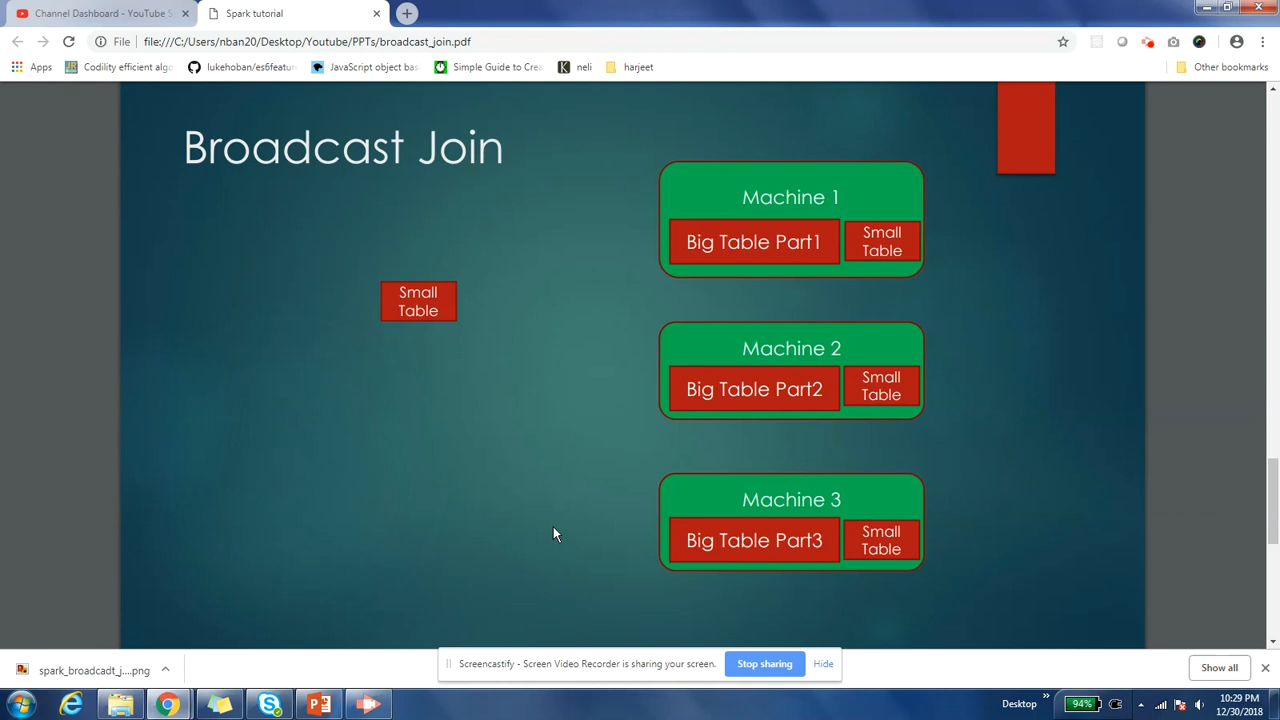 Channel Dashboard - YouTube S
Spark tutorial
File
file:///C:/Users/nban20/Desktop/Youtube/PPTs/broadcast_join.pdf
Apps
Codility efficient algo
lukehoban/es6featur
JavaScript object bas
Simple Guide to Crea
neli
harjeet
Other bookmarks
Broadcast Join
Machine 1
Big Table Part1
Small
Table
Small
Table
Machine 2
Big Table Part2
Small
Table
Machine 3
Big Table Part3
Small
Table
Screencastify - Screen Video Recorder is sharing your screen.
Stop sharing
Hide
spark_broadcadt_j....png
Show all
Desktop
94%
10:29 PM
12/30/2018